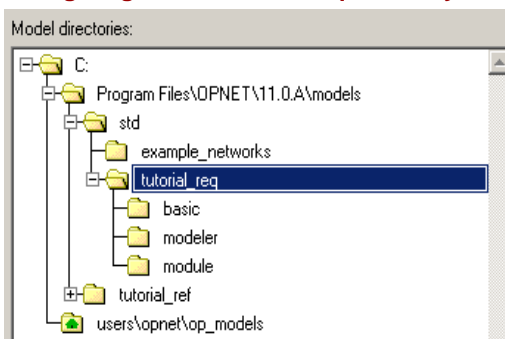 Model directories:
C:
Program Files\OPNET\11.0.A\models
std
example_networks
tutorial_req
basic
modeler
module
tutorial_ref
users\opnet\op_models